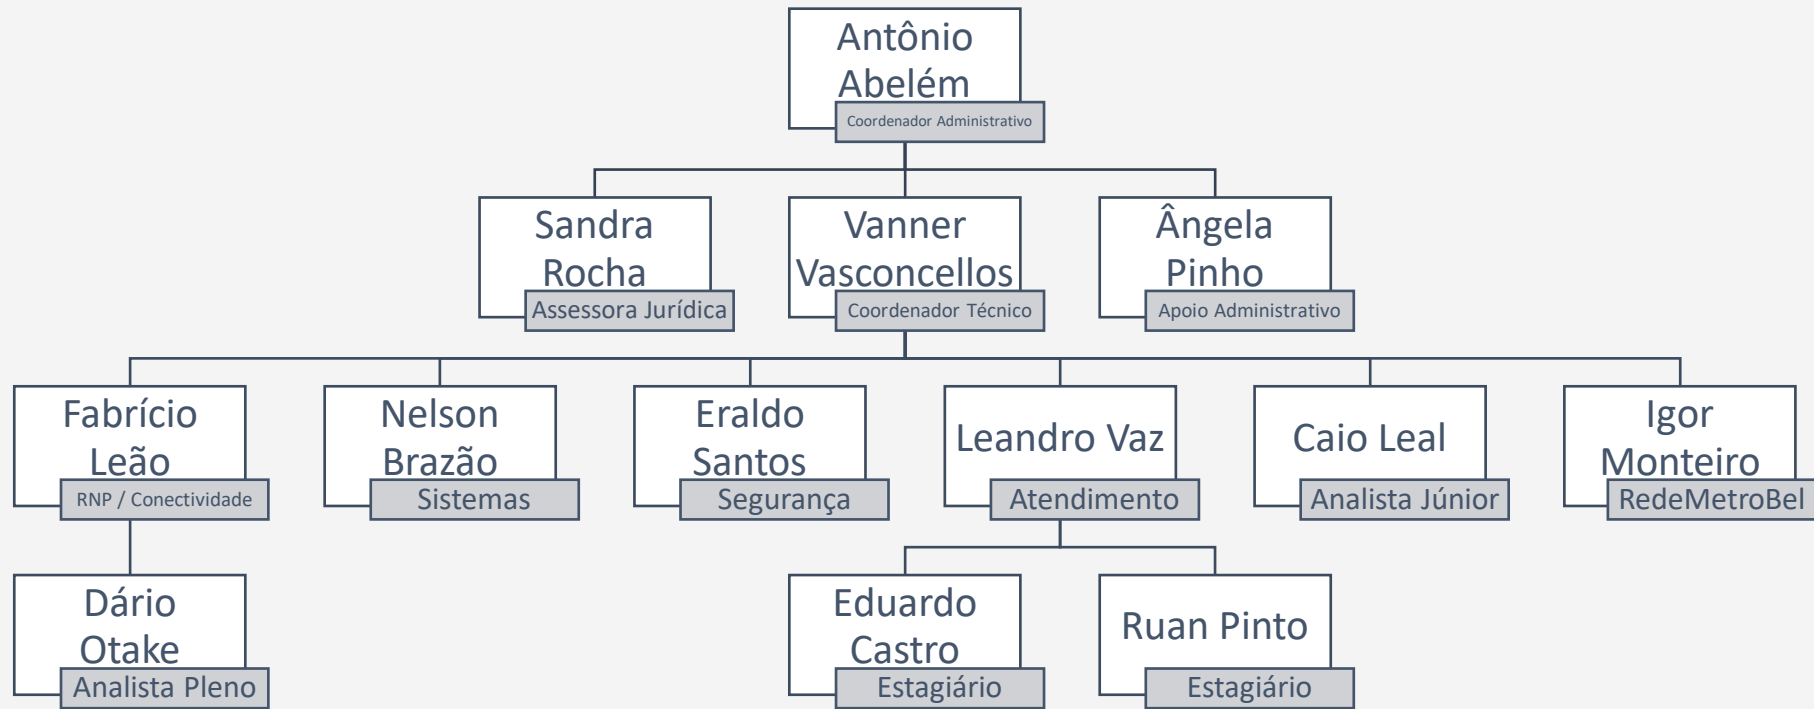 Antônio
Abelém
Coordenador Administrativo
Sandra
Rocha
Assessora Jurídica
Vanner
Vasconcellos
Coordenador Técnico
Ângela
Pinho
Apoio Administrativo
Fabrício
Leão
RNP / Conectividade
Nelson
Brazão
Sistemas
Eraldo
Santos
Segurança
Leandro Vaz
Atendimento
Caio Leal
Analista Júnior
Igor
Monteiro
RedeMetroBel
Dário
Otake
Analista Pleno
Eduardo
Castro
Estagiário
Ruan Pinto
Estagiário